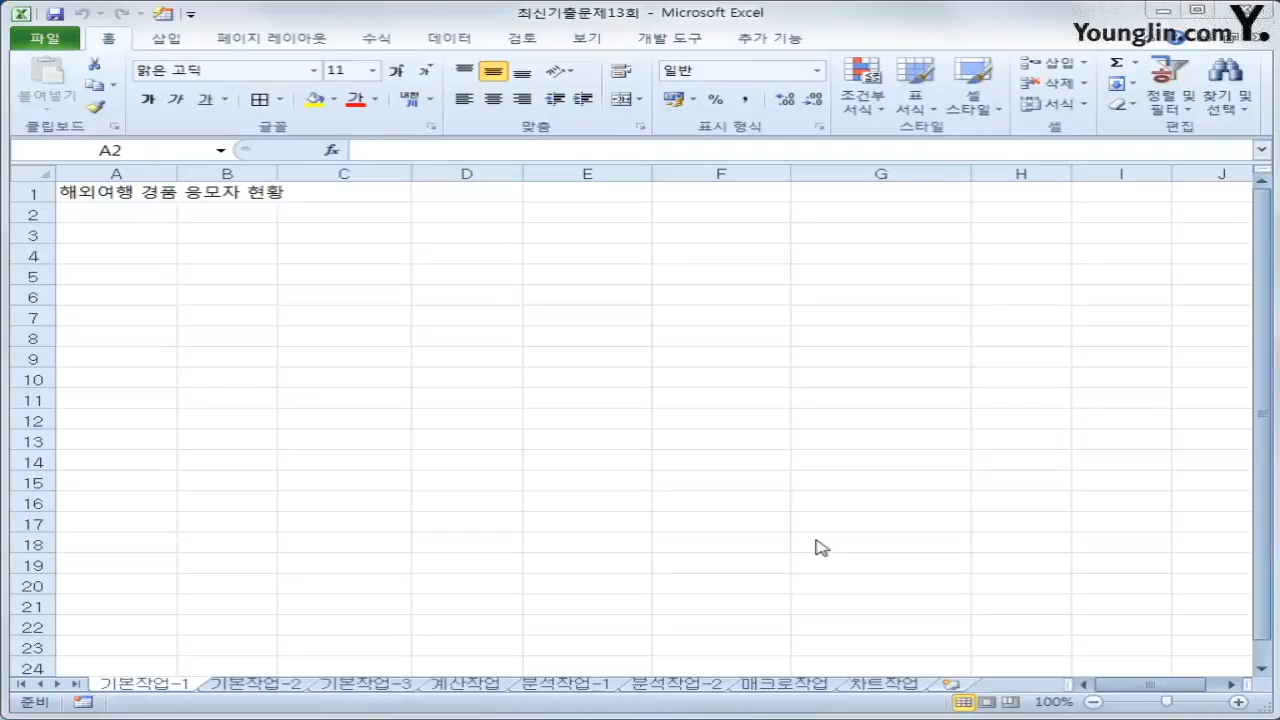 최신기출문제13회 - Microsoft Excel
YoungJin.com Y.
파일 홈 삽입 페이지 레이아웃 수식 데이터 검토 보기 개발 도구 추가 기능
붙여넣기
클립보드
맑은 고딕 11 가 가
가 가 가 가 내천
글꼴
맞춤
일반
%
표시 형식
조건부 서식 표 서식 셀 스타일
스타일
삽입
삭제
서식
셀
Σ
정렬 및 필터 찾기 및 선택
편집
A2 fx
A B C D E F G H I J
1 해외여행 경품 응모자 현황
2
3
4
5
6
7
8
9
10
11
12
13
14
15
16
17
18
19
20
21
22
23
24
기본작업-1 기본작업-2 기본작업-3 계산작업 분석작업-1 분석작업-2 매크로작업 차트작업
준비 100%